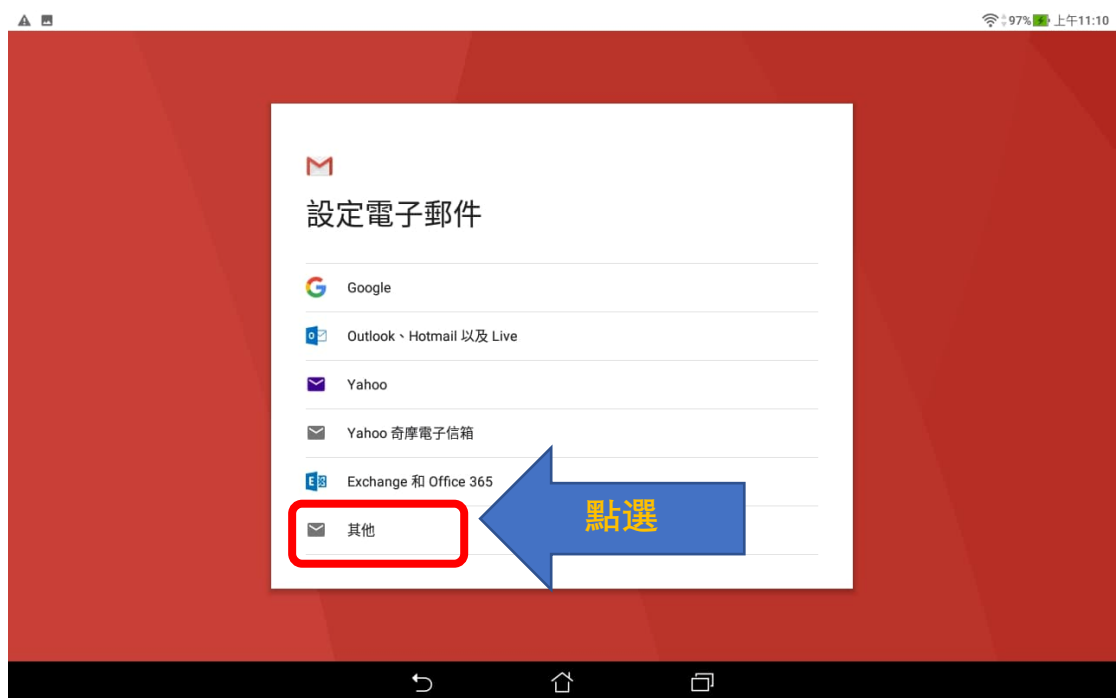 97% 上午11:10
設定電子郵件
Google
Outlook、Hotmail 以及 Live
Yahoo
Yahoo 奇摩電子信箱
Exchange 和 Office 365
其他
點選